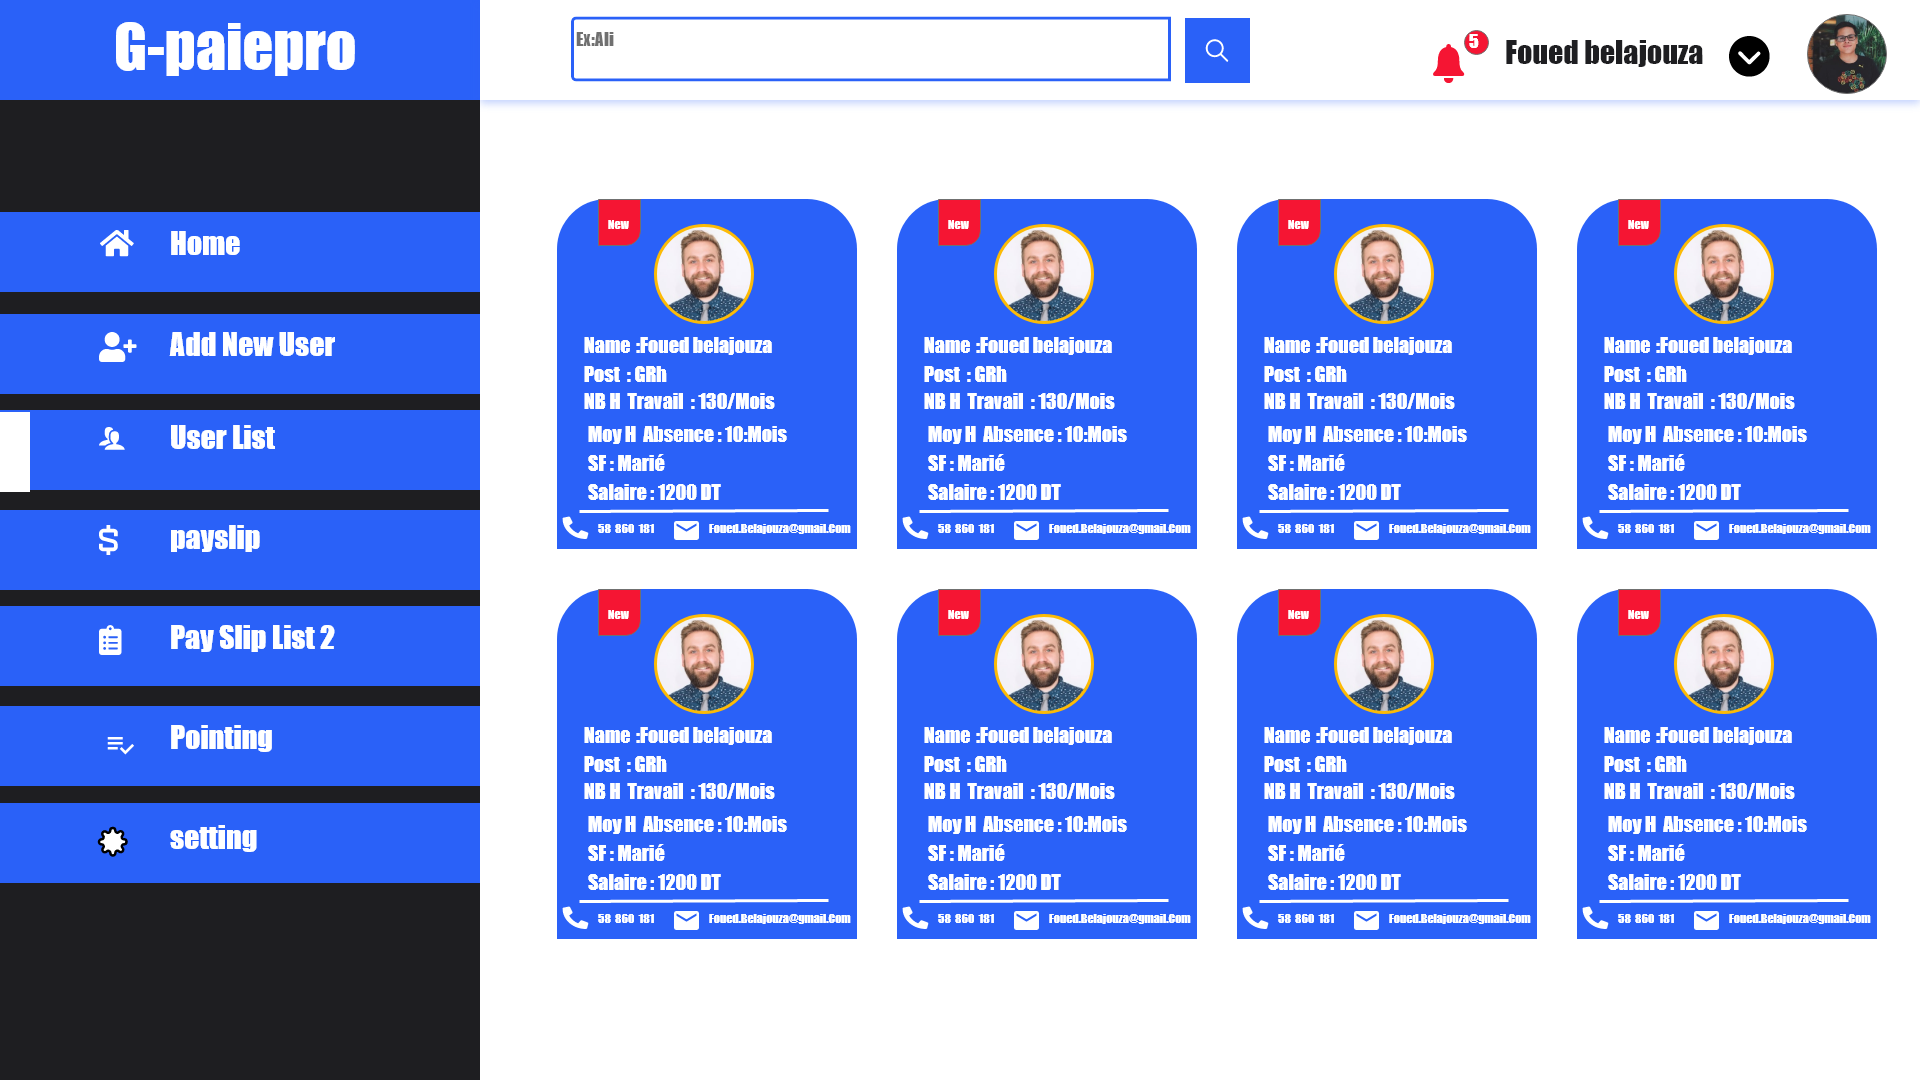 G-paiepro
Ex:Ali
5
Foued belajouza
Home
Add New User
User List
payslip
Pay Slip List 2
Pointing
setting
New
Name :Foued belajouza
Post : GRh
NB H Travail : 130/Mois
Moy H Absence : 10:Mois
SF : Marié
Salaire : 1200 DT
58 860 181 Foued.Belajouza@gmail.Com
New
Name :Foued belajouza
Post : GRh
NB H Travail : 130/Mois
Moy H Absence : 10:Mois
SF : Marié
Salaire : 1200 DT
58 860 181 Foued.Belajouza@gmail.Com
New
Name :Foued belajouza
Post : GRh
NB H Travail : 130/Mois
Moy H Absence : 10:Mois
SF : Marié
Salaire : 1200 DT
58 860 181 Foued.Belajouza@gmail.Com
New
Name :Foued belajouza
Post : GRh
NB H Travail : 130/Mois
Moy H Absence : 10:Mois
SF : Marié
Salaire : 1200 DT
58 860 181 Foued.Belajouza@gmail.Com
New
Name :Foued belajouza
Post : GRh
NB H Travail : 130/Mois
Moy H Absence : 10:Mois
SF : Marié
Salaire : 1200 DT
58 860 181 Foued.Belajouza@gmail.Com
New
Name :Foued belajouza
Post : GRh
NB H Travail : 130/Mois
Moy H Absence : 10:Mois
SF : Marié
Salaire : 1200 DT
58 860 181 Foued.Belajouza@gmail.Com
New
Name :Foued belajouza
Post : GRh
NB H Travail : 130/Mois
Moy H Absence : 10:Mois
SF : Marié
Salaire : 1200 DT
58 860 181 Foued.Belajouza@gmail.Com
New
Name :Foued belajouza
Post : GRh
NB H Travail : 130/Mois
Moy H Absence : 10:Mois
SF : Marié
Salaire : 1200 DT
58 860 181 Foued.Belajouza@gmail.Com